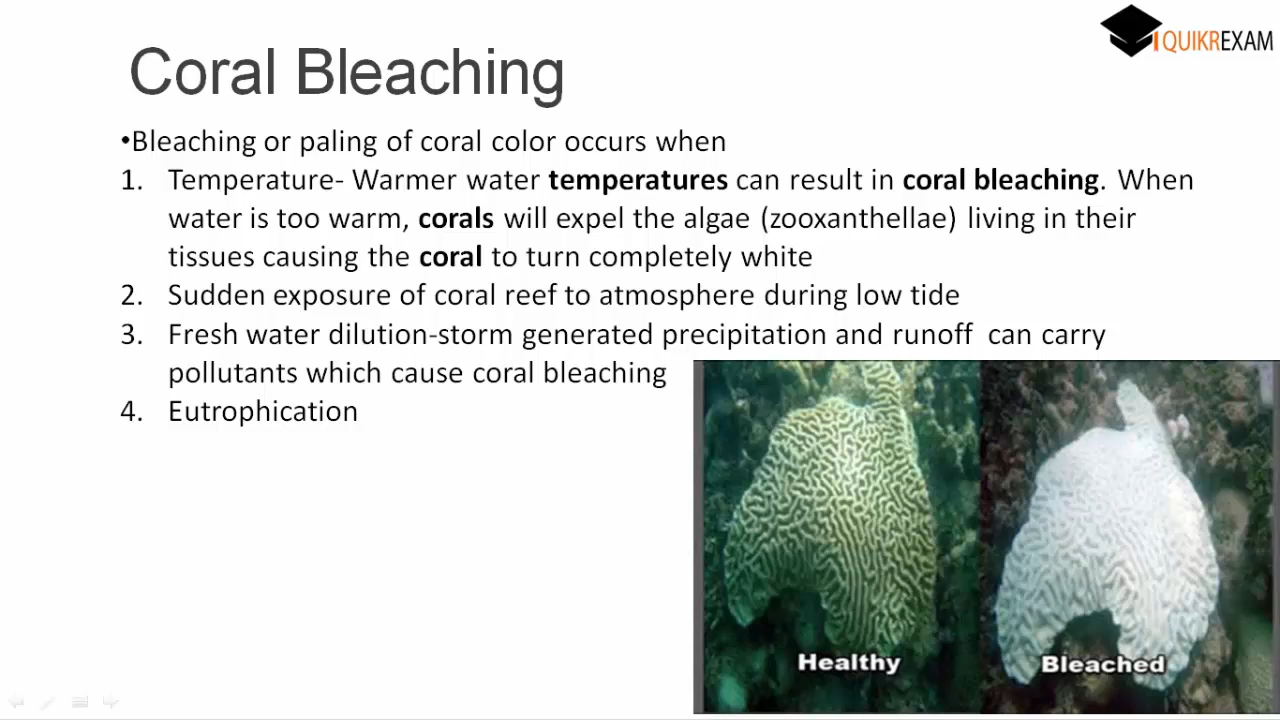 QUIKREXAM
Coral Bleaching
•Bleaching or paling of coral color occurs when
1. Temperature- Warmer water temperatures can result in coral bleaching. When
water is too warm, corals will expel the algae (zooxanthellae) living in their
tissues causing the coral to turn completely white
2. Sudden exposure of coral reef to atmosphere during low tide
3. Fresh water dilution-storm generated precipitation and runoff can carry
pollutants which cause coral bleaching
4. Eutrophication
Healthy
Bleached